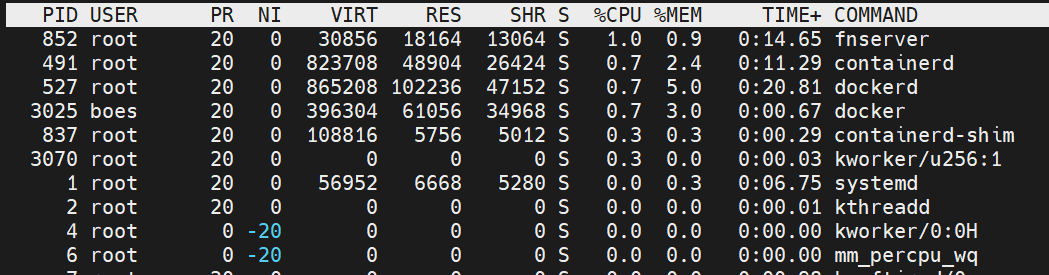 PID USER PR NI VIRT RES SHR S %CPU %MEM TIME+ COMMAND
852 root 20 0 30856 18164 13064 S 1.0 0.9 0:14.65 fnserver
491 root 20 0 823708 48904 26424 S 0.7 2.4 0:11.29 containerd
527 root 20 0 865208 102236 47152 S 0.7 5.0 0:20.81 dockerd
3025 boes 20 0 396304 61056 34968 S 0.7 3.0 0:00.67 docker
837 root 20 0 108816 5756 5012 S 0.3 0.3 0:00.29 containerd-shim
3070 root 20 0 0 0 0 S 0.3 0.0 0:00.03 kworker/u256:1
1 root 20 0 56952 6668 5280 S 0.0 0.3 0:06.75 systemd
2 root 20 0 0 0 0 S 0.0 0.0 0:00.01 kthreadd
4 root 0 -20 0 0 0 S 0.0 0.0 0:00.00 kworker/0:0H
6 root 0 -20 0 0 0 S 0.0 0.0 0:00.00 mm_percpu_wq